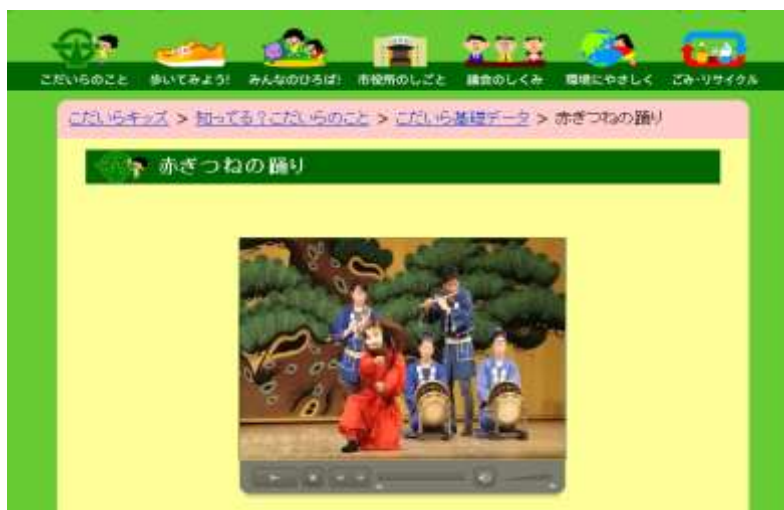 こだいらのこと 歩いてみよう! みんなのひろば! 市役所のしごと 議会のしくみ 環境にやさしく ごみ・リサイクル
こだいらキッズ > 知ってる?こだいらのこと > こだいら基礎データ > 赤ぎつねの踊り
赤ぎつねの踊り